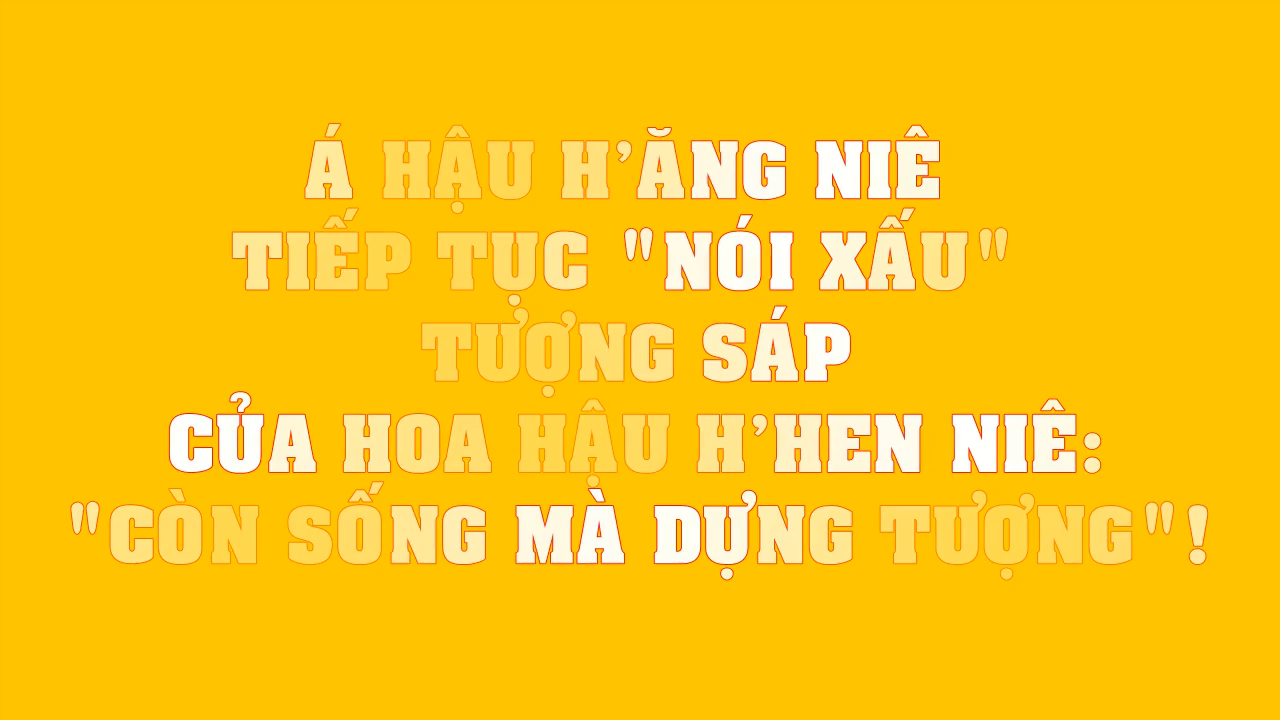 Á HẬU H’ĂNG NIÊ
TIẾP TỤC "NÓI XẤU"
TƯỢNG SÁP
CỦA HOA HẬU H’HEN NIÊ:
"CÒN SỐNG MÀ DỰNG TƯỢNG"!